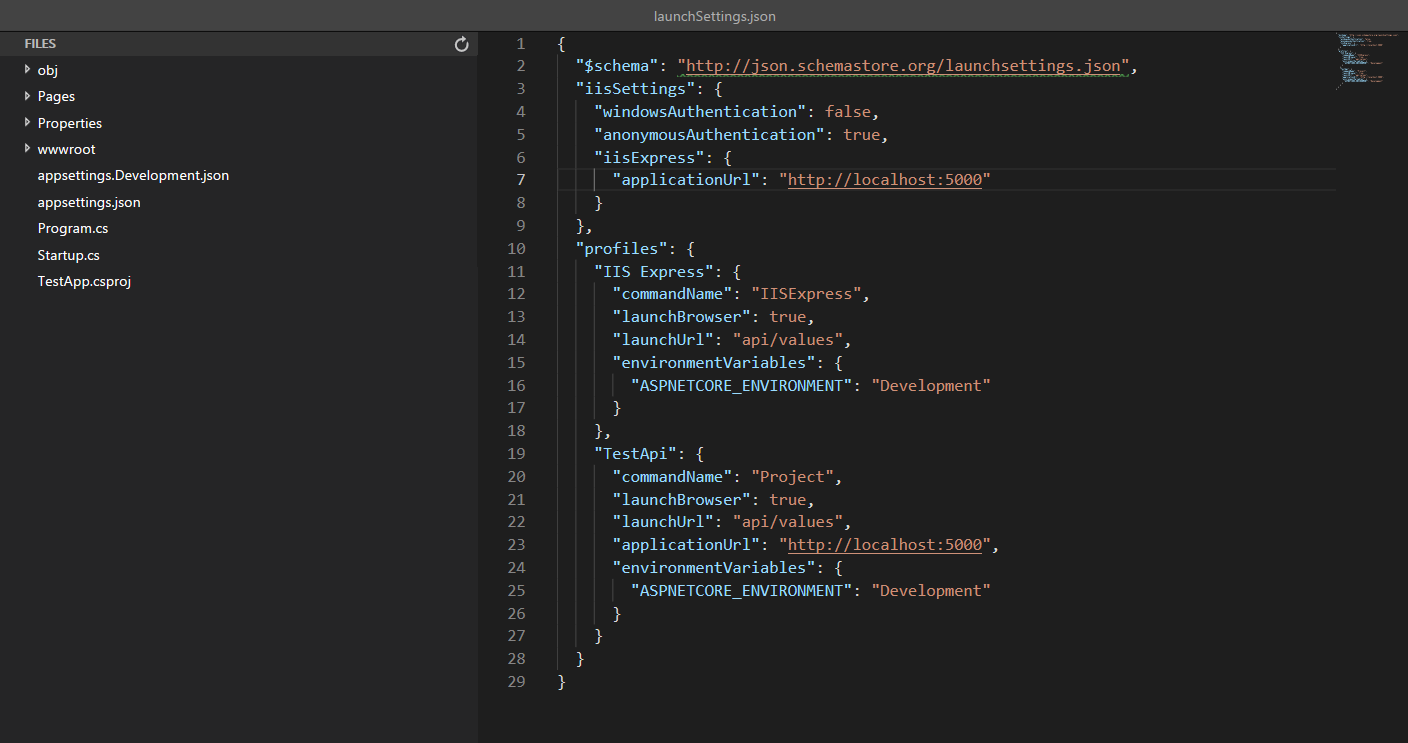 launchSettings.json
FILES
obj
Pages
Properties
wwwroot
appsettings.Development.json
appsettings.json
Program.cs
Startup.cs
TestApp.csproj
1 {
2 "$schema": "http://json.schemastore.org/launchsettings.json",
3 "iisSettings": {
4 "windowsAuthentication": false,
5 "anonymousAuthentication": true,
6 "iisExpress": {
7 "applicationUrl": "http://localhost:5000"
8 }
9 },
10 "profiles": {
11 "IIS Express": {
12 "commandName": "IISExpress",
13 "launchBrowser": true,
14 "launchUrl": "api/values",
15 "environmentVariables": {
16 "ASPNETCORE_ENVIRONMENT": "Development"
17 }
18 },
19 "TestApi": {
20 "commandName": "Project",
21 "launchBrowser": true,
22 "launchUrl": "api/values",
23 "applicationUrl": "http://localhost:5000",
24 "environmentVariables": {
25 "ASPNETCORE_ENVIRONMENT": "Development"
26 }
27 }
28 }
29 }